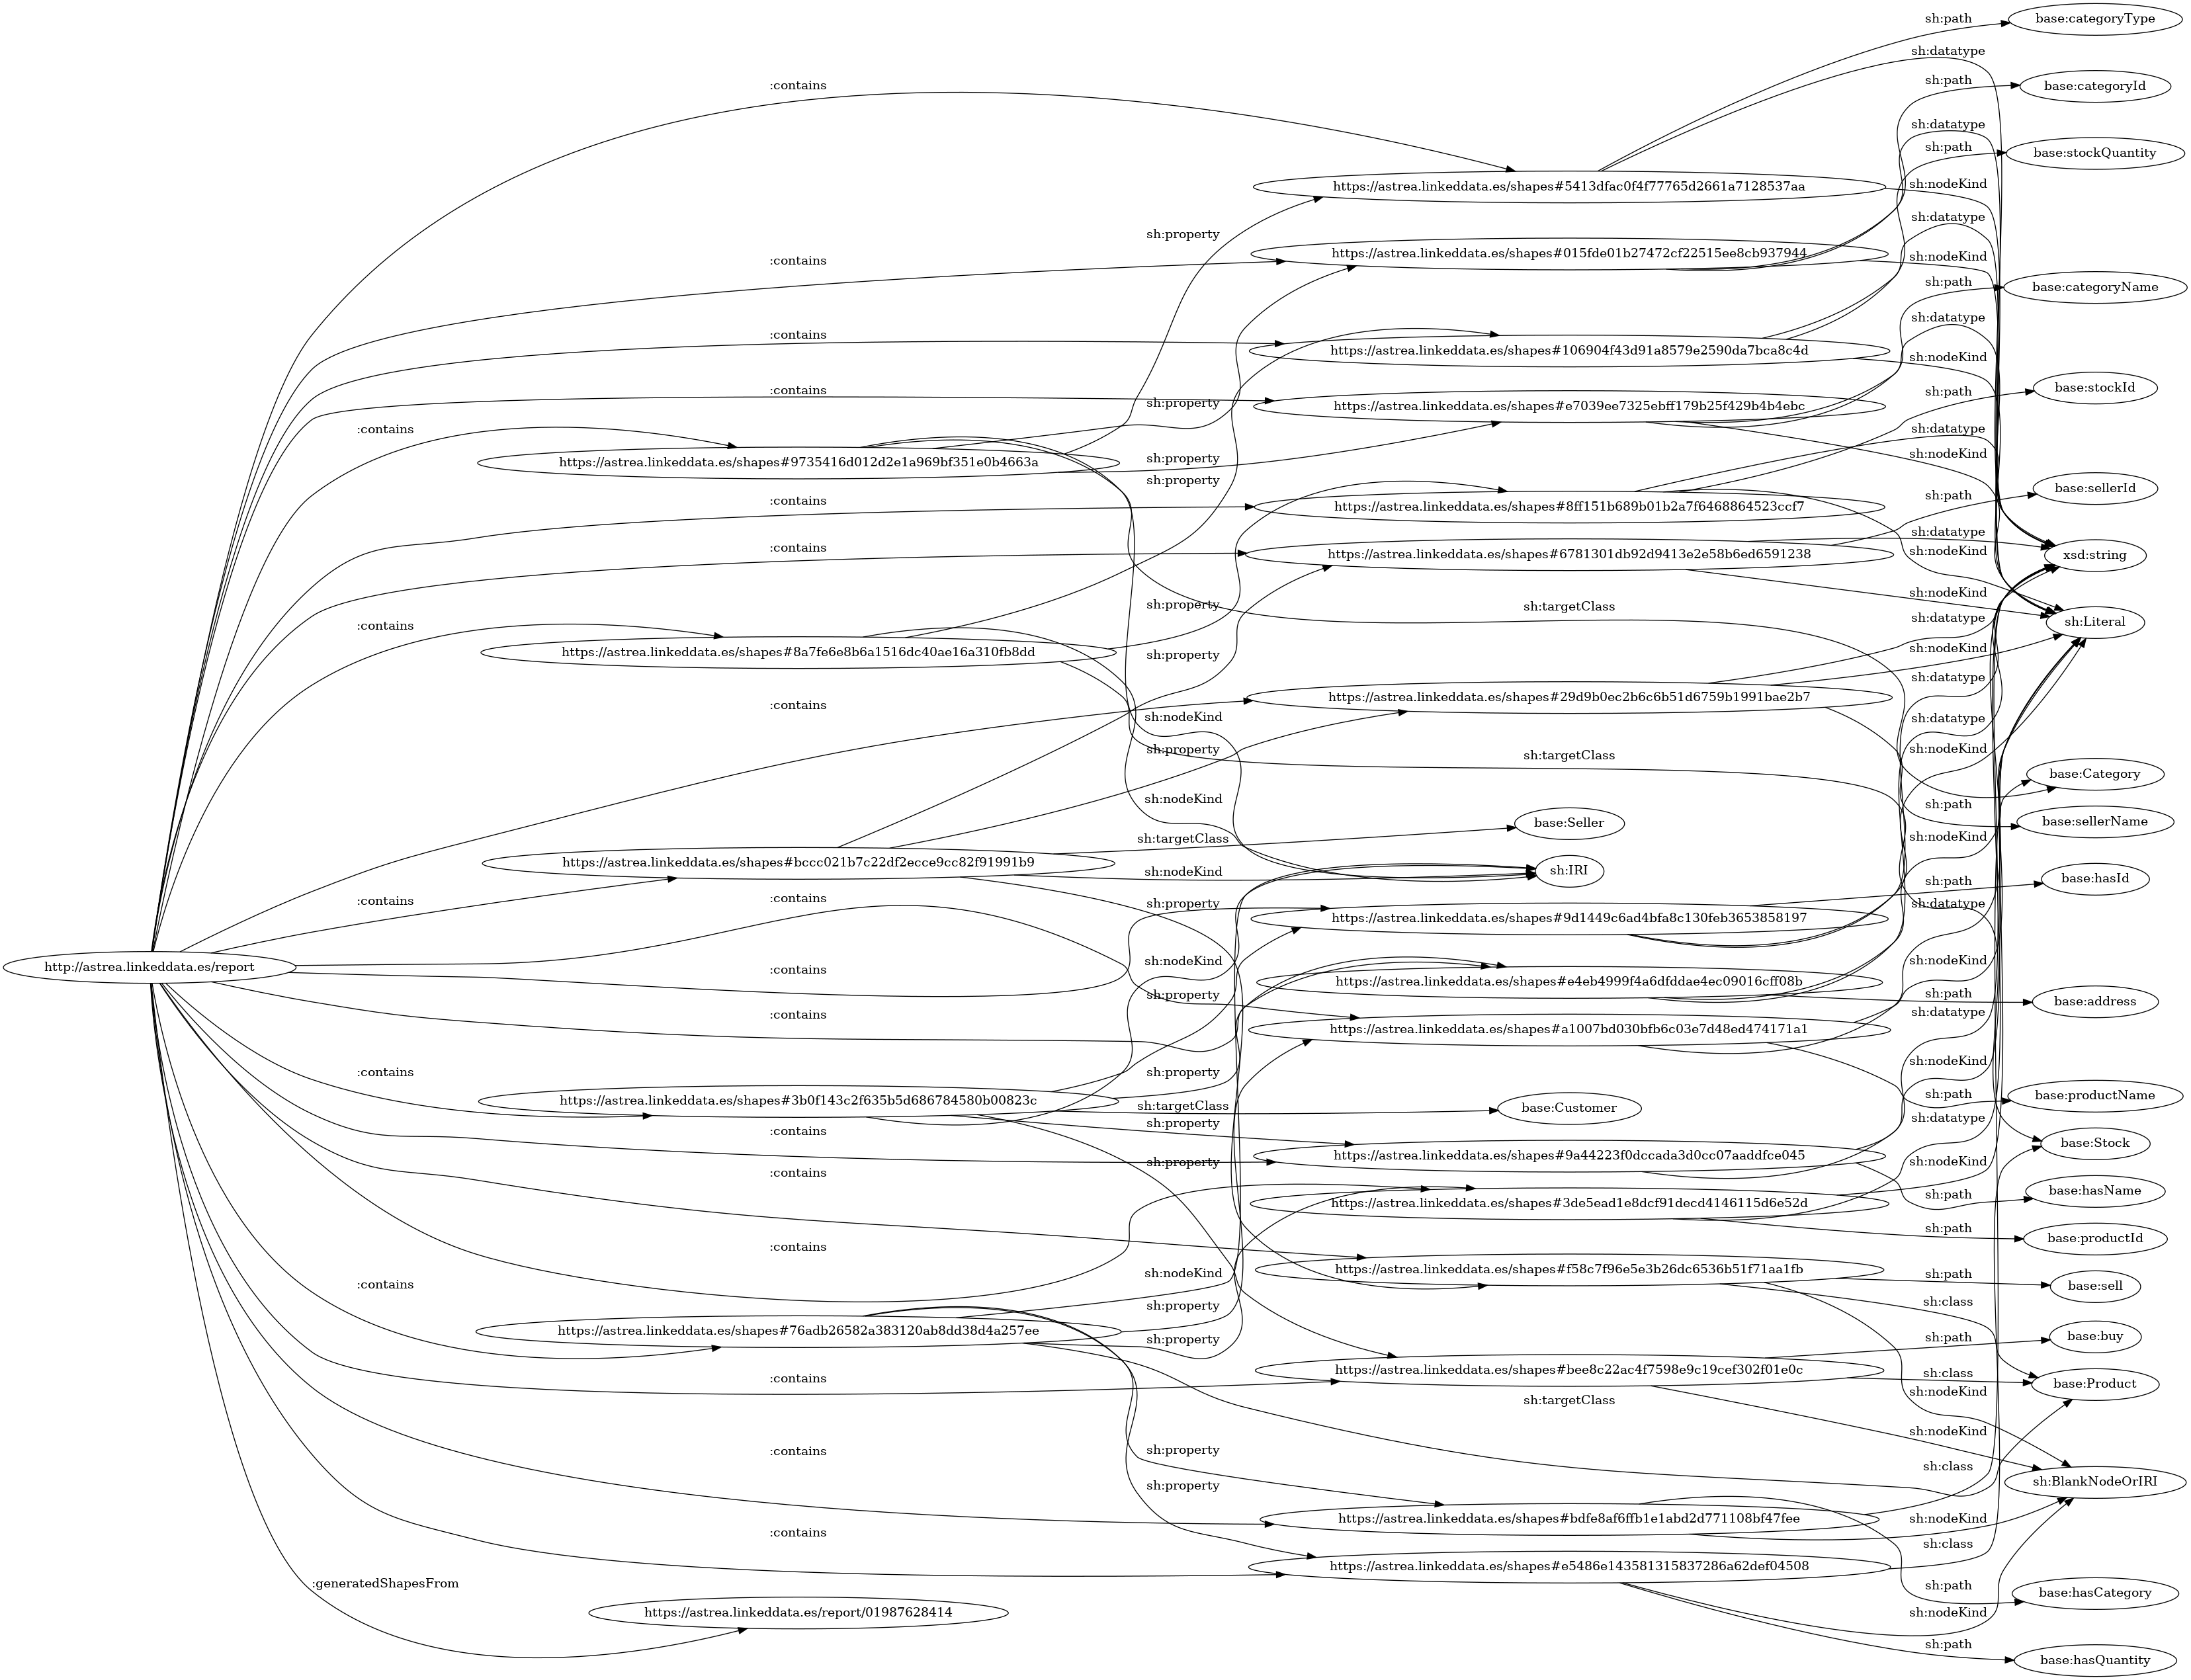 base:categoryType
sh:path
sh:datatype
:contains
sh:path
base:categoryId
sh:datatype
sh:path
base:stockQuantity
https://astrea.linkeddata.es/shapes#5413dfac0f4f77765d2661a7128537aa
sh:nodeKind
sh:property
sh:datatype
:contains
https://astrea.linkeddata.es/shapes#015fde01b27472cf22515ee8cb937944
sh:nodeKind
sh:path
base:categoryName
sh:datatype
:contains
https://astrea.linkeddata.es/shapes#106904f43d91a8579e2590da7bca8c4d
sh:nodeKind
:contains
sh:path
base:stockId
sh:property
https://astrea.linkeddata.es/shapes#e7039ee7325ebff179b25f429b4b4ebc
:contains
sh:datatype
https://astrea.linkeddata.es/shapes#9735416d012d2e1a969bf351e0b4663a
sh:property
sh:nodeKind
sh:property
base:sellerId
sh:path
:contains
https://astrea.linkeddata.es/shapes#8ff151b689b01b2a7f6468864523ccf7
sh:datatype
:contains
https://astrea.linkeddata.es/shapes#6781301db92d9413e2e58b6ed6591238
sh:nodeKind
xsd:string
sh:nodeKind
sh:property
sh:targetClass
sh:datatype
sh:Literal
:contains
https://astrea.linkeddata.es/shapes#8a7fe6e8b6a1516dc40ae16a310fb8dd
sh:property
sh:nodeKind
sh:datatype
:contains
https://astrea.linkeddata.es/shapes#29d9b0ec2b6c6b51d6759b1991bae2b7
sh:nodeKind
sh:datatype
sh:property
sh:nodeKind
sh:targetClass
base:Category
sh:nodeKind
sh:path
base:sellerName
base:Seller
sh:targetClass
sh:nodeKind
https://astrea.linkeddata.es/shapes#bccc021b7c22df2ecce9cc82f91991b9
sh:nodeKind
sh:IRI
sh:path
base:hasId
:contains
:contains
sh:property
sh:datatype
https://astrea.linkeddata.es/shapes#9d1449c6ad4bfa8c130feb3653858197
http://astrea.linkeddata.es/report
:contains
sh:nodeKind
sh:nodeKind
https://astrea.linkeddata.es/shapes#e4eb4999f4a6dfddae4ec09016cff08b
sh:property
sh:path
base:address
:contains
sh:datatype
https://astrea.linkeddata.es/shapes#a1007bd030bfb6c03e7d48ed474171a1
:contains
sh:property
sh:nodeKind
https://astrea.linkeddata.es/shapes#3b0f143c2f635b5d686784580b00823c
sh:targetClass
base:Customer
sh:path
base:productName
:contains
sh:property
sh:datatype
base:Stock
https://astrea.linkeddata.es/shapes#9a44223f0dccada3d0cc07aaddfce045
:contains
sh:property
sh:nodeKind
sh:path
base:hasName
https://astrea.linkeddata.es/shapes#3de5ead1e8dcf91decd4146115d6e52d
sh:path
base:productId
:contains
sh:nodeKind
https://astrea.linkeddata.es/shapes#f58c7f96e5e3b26dc6536b51f71aa1fb
sh:path
base:sell
:contains
sh:property
sh:class
https://astrea.linkeddata.es/shapes#76adb26582a383120ab8dd38d4a257ee
sh:property
sh:path
base:buy
:contains
https://astrea.linkeddata.es/shapes#bee8c22ac4f7598e9c19cef302f01e0c
sh:class
base:Product
sh:targetClass
sh:nodeKind
sh:nodeKind
:contains
sh:property
sh:class
sh:BlankNodeOrIRI
sh:property
https://astrea.linkeddata.es/shapes#bdfe8af6ffb1e1abd2d771108bf47fee
sh:nodeKind
:contains
sh:class
https://astrea.linkeddata.es/shapes#e5486e143581315837286a62def04508
:generatedShapesFrom
sh:path
base:hasCategory
https://astrea.linkeddata.es/report/01987628414
sh:nodeKind
sh:path
base:hasQuantity